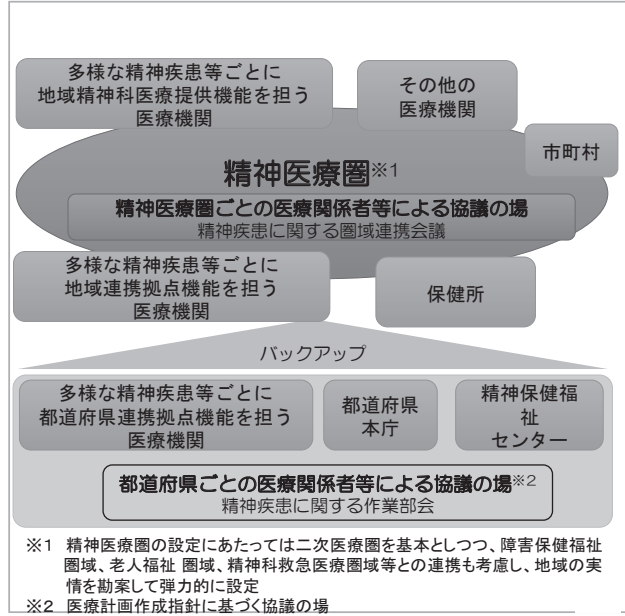 多様な精神疾患等ごとに
地域精神科医療提供機能を担う
医療機関
その他の
医療機関
市町村
精神医療圏※1
精神医療圏ごとの医療関係者等による協議の場
精神疾患に関する圏域連携会議
多様な精神疾患等ごとに
地域連携拠点機能を担う
医療機関
保健所
バックアップ
多様な精神疾患等ごとに
都道府県連携拠点機能を担う
医療機関
都道府県
本庁
精神保健福
祉
センター
都道府県ごとの医療関係者等による協議の場※2
精神疾患に関する作業部会
※1 精神医療圏の設定にあたっては二次医療圏を基本としつつ、障害保健福祉
圏域、老人福祉 圏域、精神科救急医療圏域等との連携も考慮し、地域の実
情を勘案して弾力的に設定
※2 医療計画作成指針に基づく協議の場